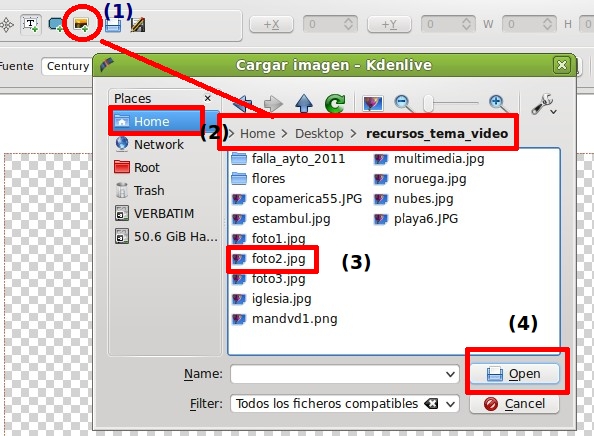 (1)
+X 0 +Y 0 W 0 H
Fuente Century
Cargar imagen – Kdenlive
Places
Home
Network
Root
Trash
VERBATIM
50.6 GiB Ha...
(2)
Home > Desktop > recursos_tema_video
falla_ayto_2011
flores
copamerica55.JPG
estambul.jpg
foto1.jpg
foto2.jpg
foto3.jpg
iglesia.jpg
mandvd1.png
multimedia.jpg
noruega.jpg
nubes.jpg
playa6.JPG
(3)
(4)
Name:
Open
Filter: Todos los ficheros compatibles
Cancel